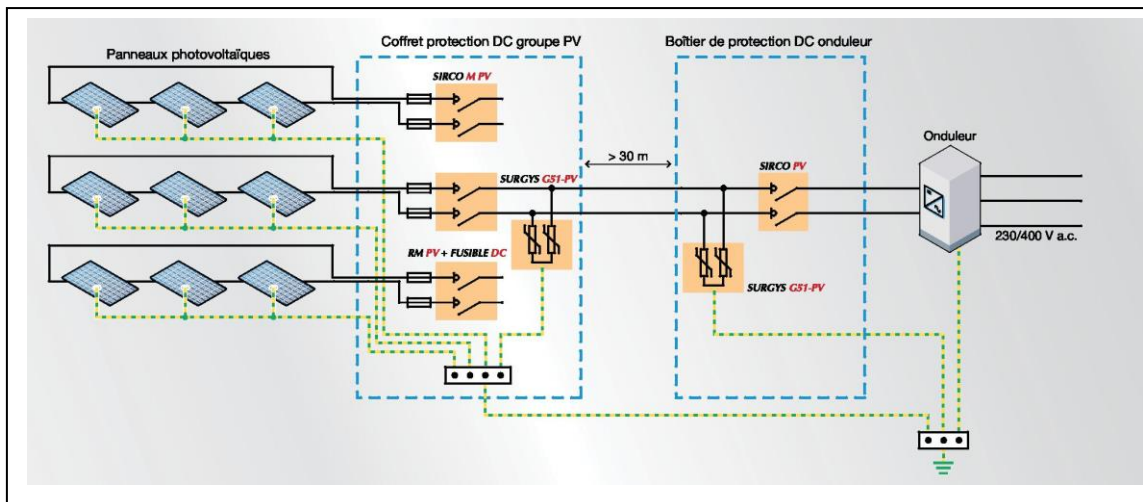 Panneaux photovoltaïques
Coffret protection DC groupe PV
Boîtier de protection DC onduleur
SIRCO M PV
SURGYS G51-PV
RM PV + FUSIBLE DC
> 30 m
SIRCO PV
SURGYS G51-PV
Onduleur
230/400 V a.c.